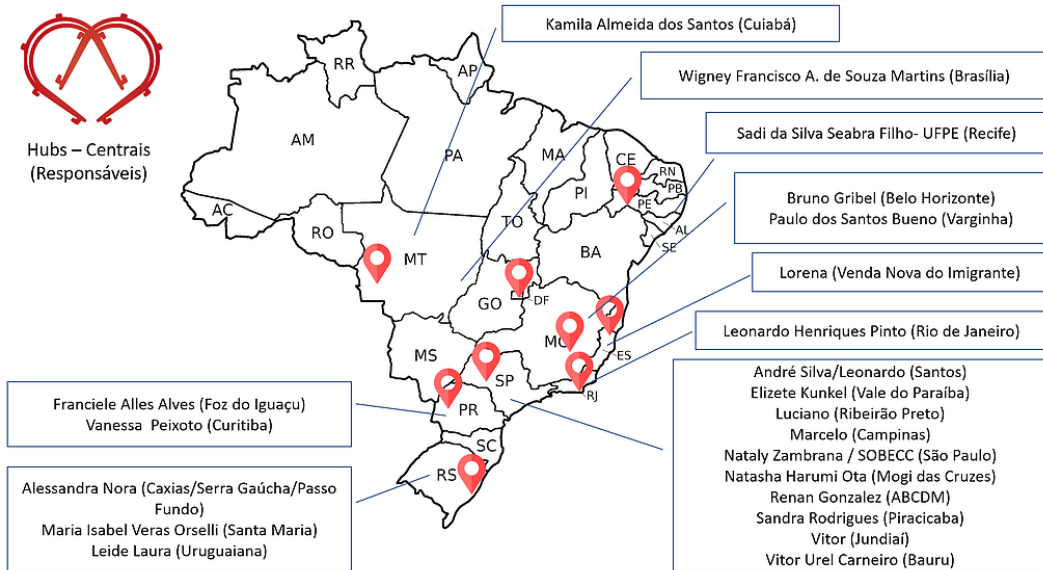 Hubs – Centrais
(Responsáveis)
Kamila Almeida dos Santos (Cuiabá)
Wigney Francisco A. de Souza Martins (Brasília)
Sadi da Silva Seabra Filho- UFPE (Recife)
Bruno Gribel (Belo Horizonte)
Paulo dos Santos Bueno (Varginha)
Lorena (Venda Nova do Imigrante)
Leonardo Henriques Pinto (Rio de Janeiro)
André Silva/Leonardo (Santos)
Elizete Kunkel (Vale do Paraíba)
Luciano (Ribeirão Preto)
Marcelo (Campinas)
Nataly Zambrana / SOBECC (São Paulo)
Natasha Harumi Ota (Mogi das Cruzes)
Renan Gonzalez (ABCDM)
Sandra Rodrigues (Piracicaba)
Vitor (Jundiaí)
Vitor Urel Carneiro (Bauru)
Franciele Alles Alves (Foz do Iguaçu)
Vanessa Peixoto (Curitiba)
Alessandra Nora (Caxias/Serra Gaúcha/Passo
Fundo)
Maria Isabel Veras Orselli (Santa Maria)
Leide Laura (Uruguaiana)
RR
AP
AM
PA
MA
CE
RN
PB
PI
PE
AL
SE
AC
RO
TO
BA
MT
GO
DF
MS
ES
SP
RJ
PR
SC
RS